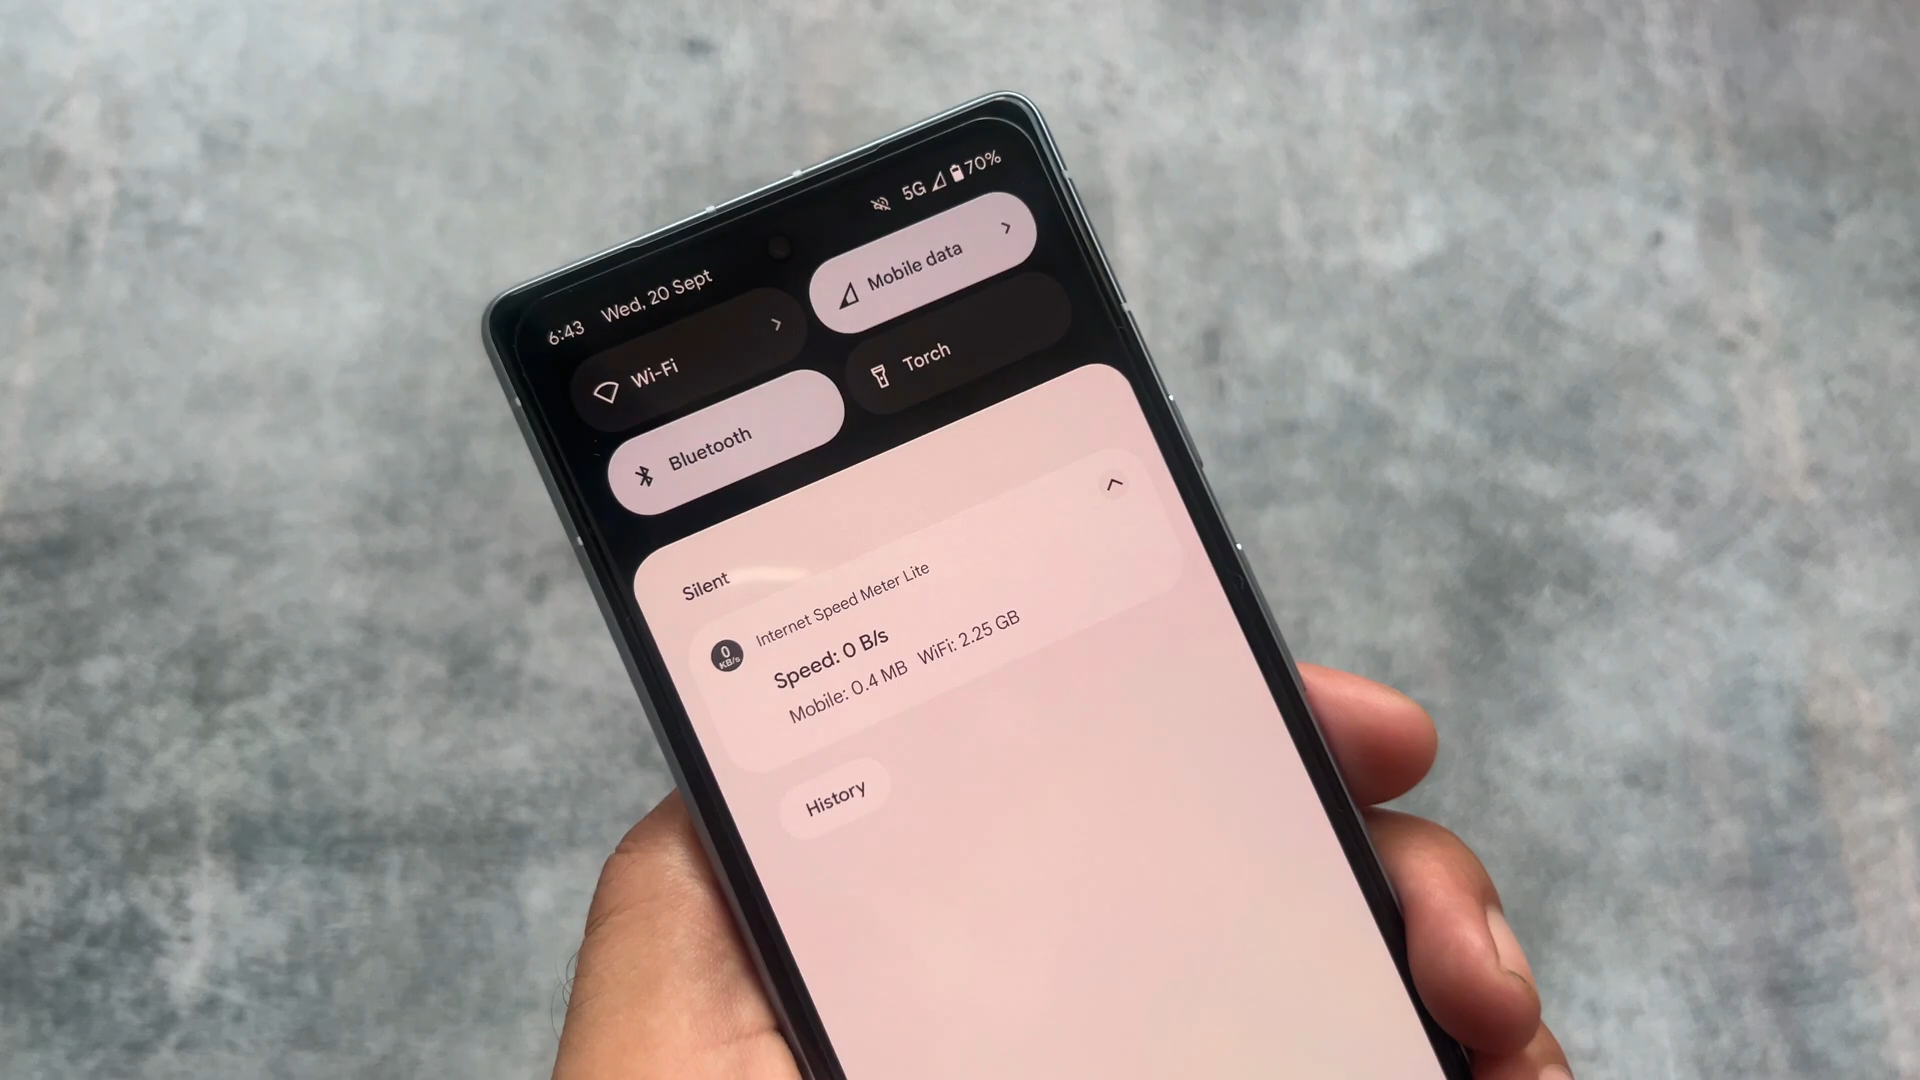 6:43 Wed, 20 Sept
5G 70%
Wi-Fi
Mobile data
Bluetooth
Torch
Silent
0 KB/s
Internet Speed Meter Lite
Speed: 0 B/s
Mobile: 0.4 MB WiFi: 2.25 GB
History